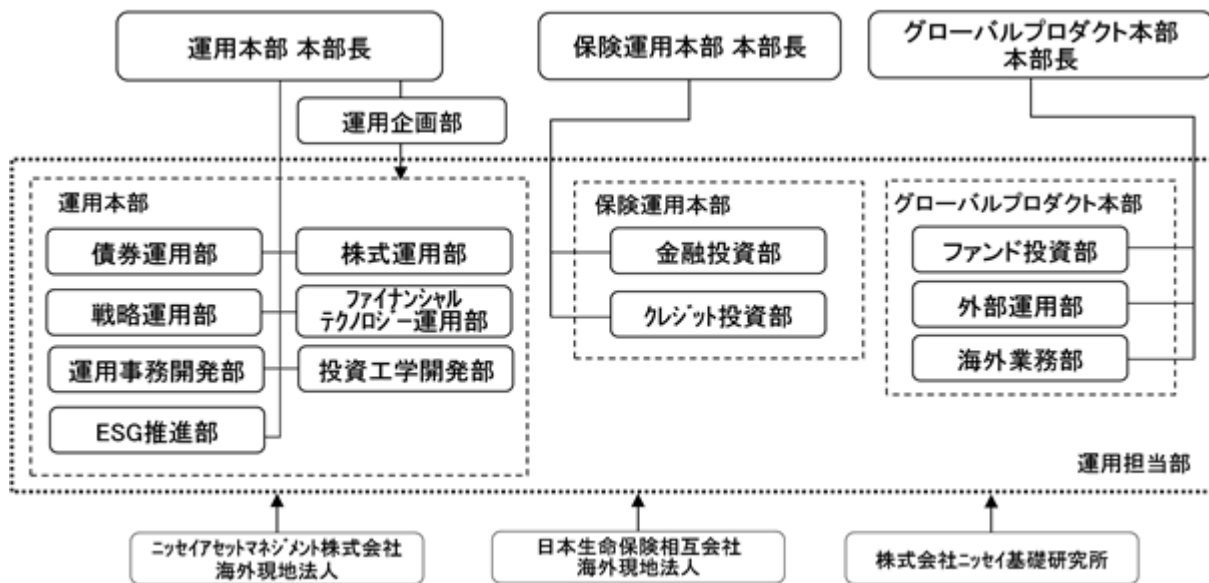 運用本部 本部長
保険運用本部 本部長
グローバルプロダクト本部
本部長
運用企画部
運用本部
債券運用部
株式運用部
戦略運用部
ファイナンシャル
テクノロジー運用部
運用事務開発部
投資工学開発部
ESG推進部
保険運用本部
金融投資部
クレジット投資部
グローバルプロダクト本部
ファンド投資部
外部運用部
海外業務部
運用担当部
ニッセイアセットマネジメント株式会社
海外現地法人
日本生命保険相互会社
海外現地法人
株式会社ニッセイ基礎研究所